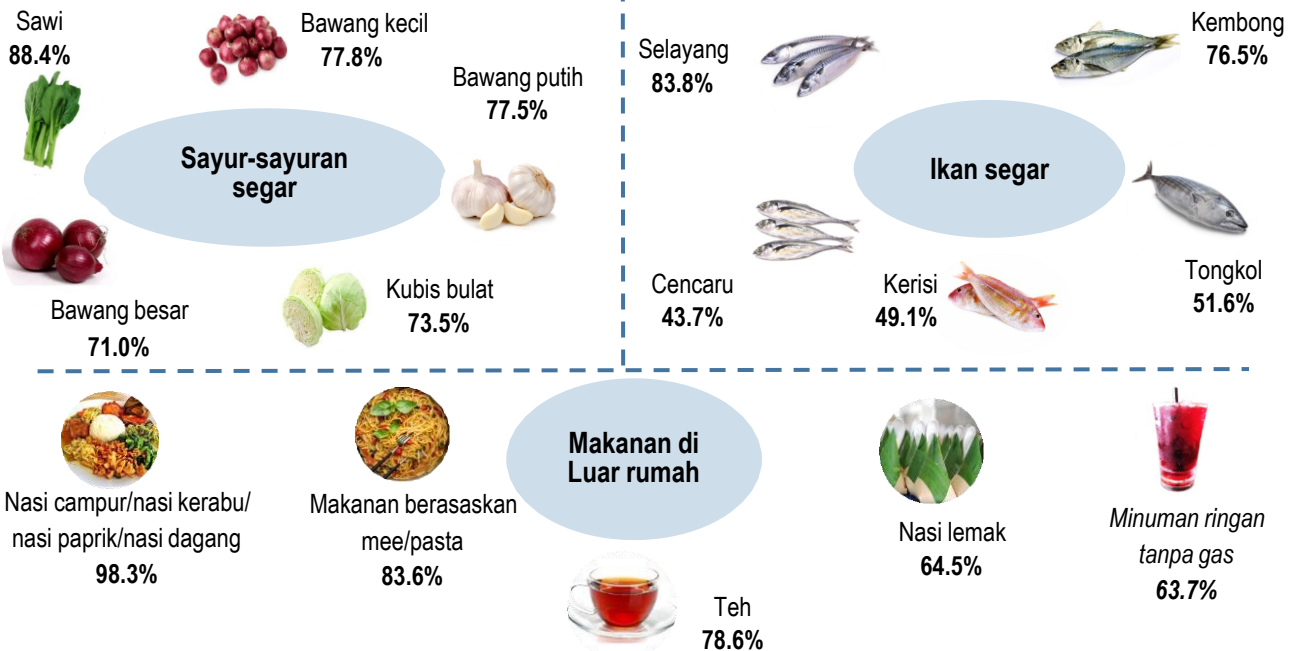 Sawi
88.4%
Bawang kecil
77.8%
Bawang putih
77.5%
Sayur-sayuran
segar
Bawang besar
71.0%
Kubis bulat
73.5%
Selayang
83.8%
Kembong
76.5%
Ikan segar
Cencaru
43.7%
Kerisi
49.1%
Tongkol
51.6%
Nasi campur/nasi kerabu/
nasi paprik/nasi dagang
98.3%
Makanan berasaskan
mee/pasta
83.6%
Makanan di
Luar rumah
Teh
78.6%
Nasi lemak
64.5%
Minuman ringan
tanpa gas
63.7%